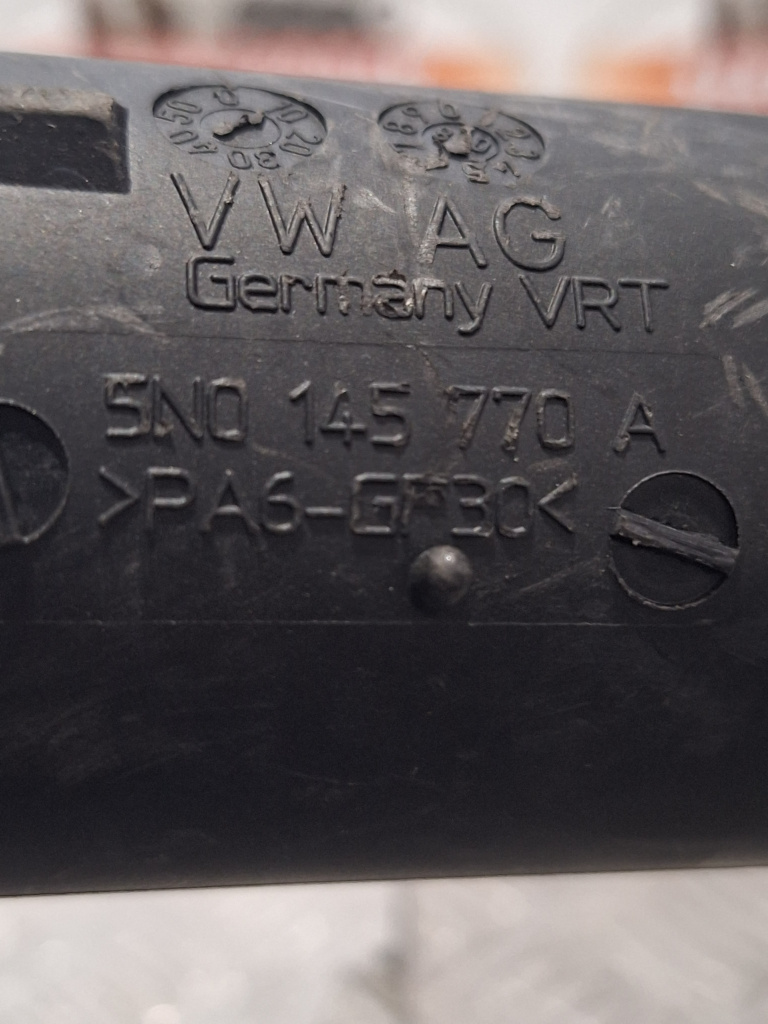 VW AG
Germany VRT
5N0 145 770 A
>PA6-GF30<